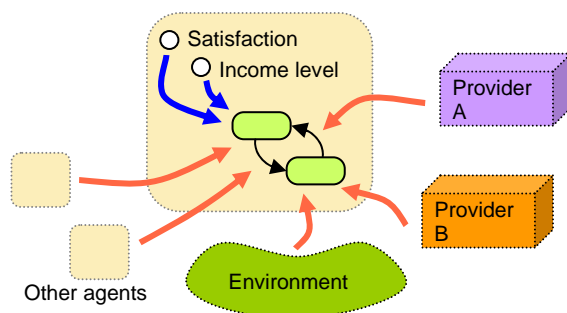 Satisfaction
Income level
Provider
A
Provider
B
Environment
Other agents